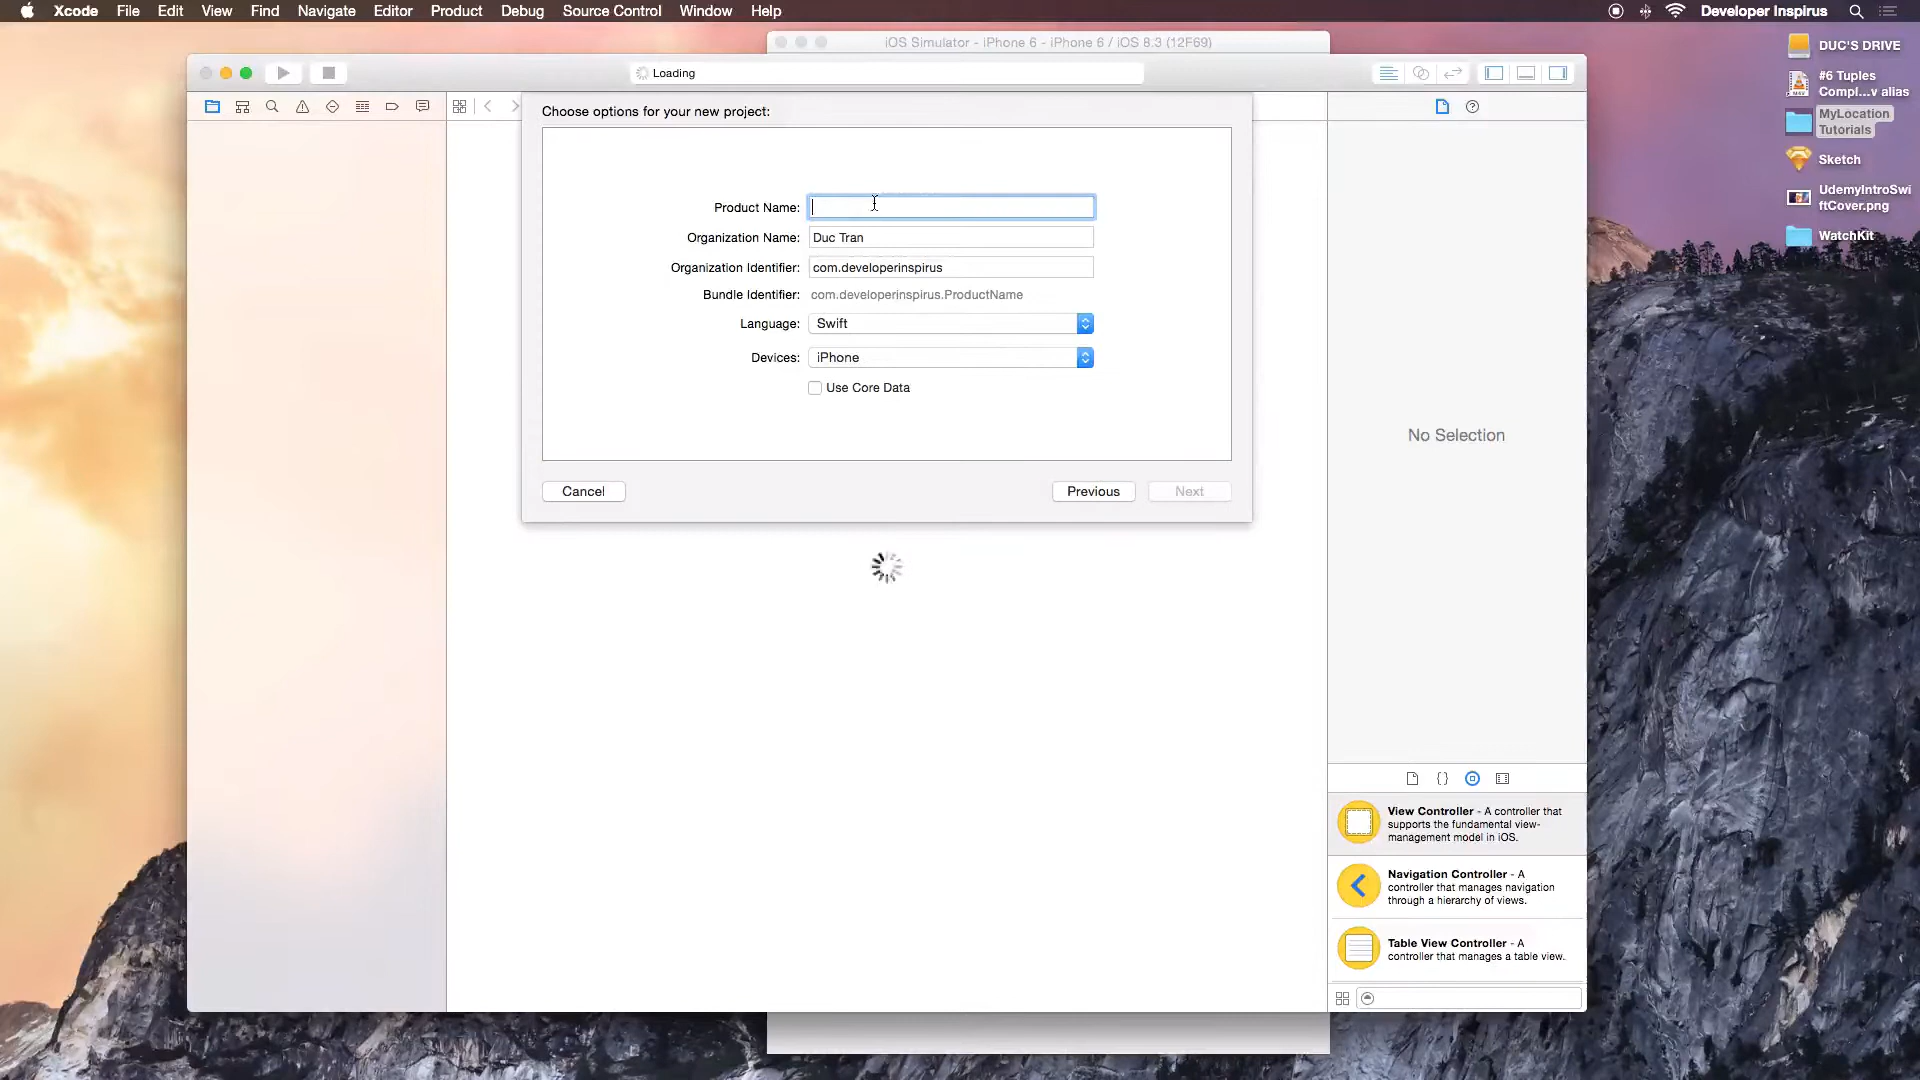 Xcode File Edit View Find Navigate Editor Product Debug Source Control Window Help Developer Inspirus
iOS Simulator - iPhone 6 - iPhone 6 / iOS 8.3 (12F69)
Loading
Choose options for your new project:
Product Name:
Organization Name: Duc Tran
Organization Identifier: com.developerinspirus
Bundle Identifier: com.developerinspirus.ProductName
Language: Swift
Devices: iPhone
Use Core Data
Cancel Previous Next
No Selection
View Controller - A controller that
supports the fundamental view-
management model in iOS.
Navigation Controller - A
controller that manages navigation
through a hierarchy of views.
Table View Controller - A
controller that manages a table view.
DUC'S DRIVE
#6 Tuples
Compl...v alias
MyLocation
Tutorials
Sketch
UdemyIntroSwi
ftCover.png
WatchKit